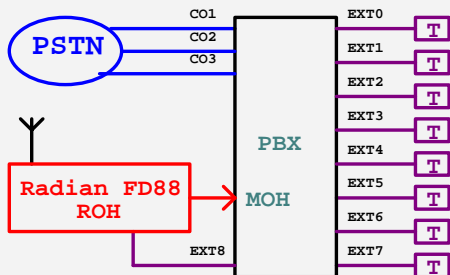 CO1
EXT0
T
PSTN
CO2
CO3
EXT1
T
EXT2
T
EXT3
T
PBX
EXT4
T
Radian FD88
ROH
MOH
EXT5
T
EXT6
T
EXT8
EXT7
T